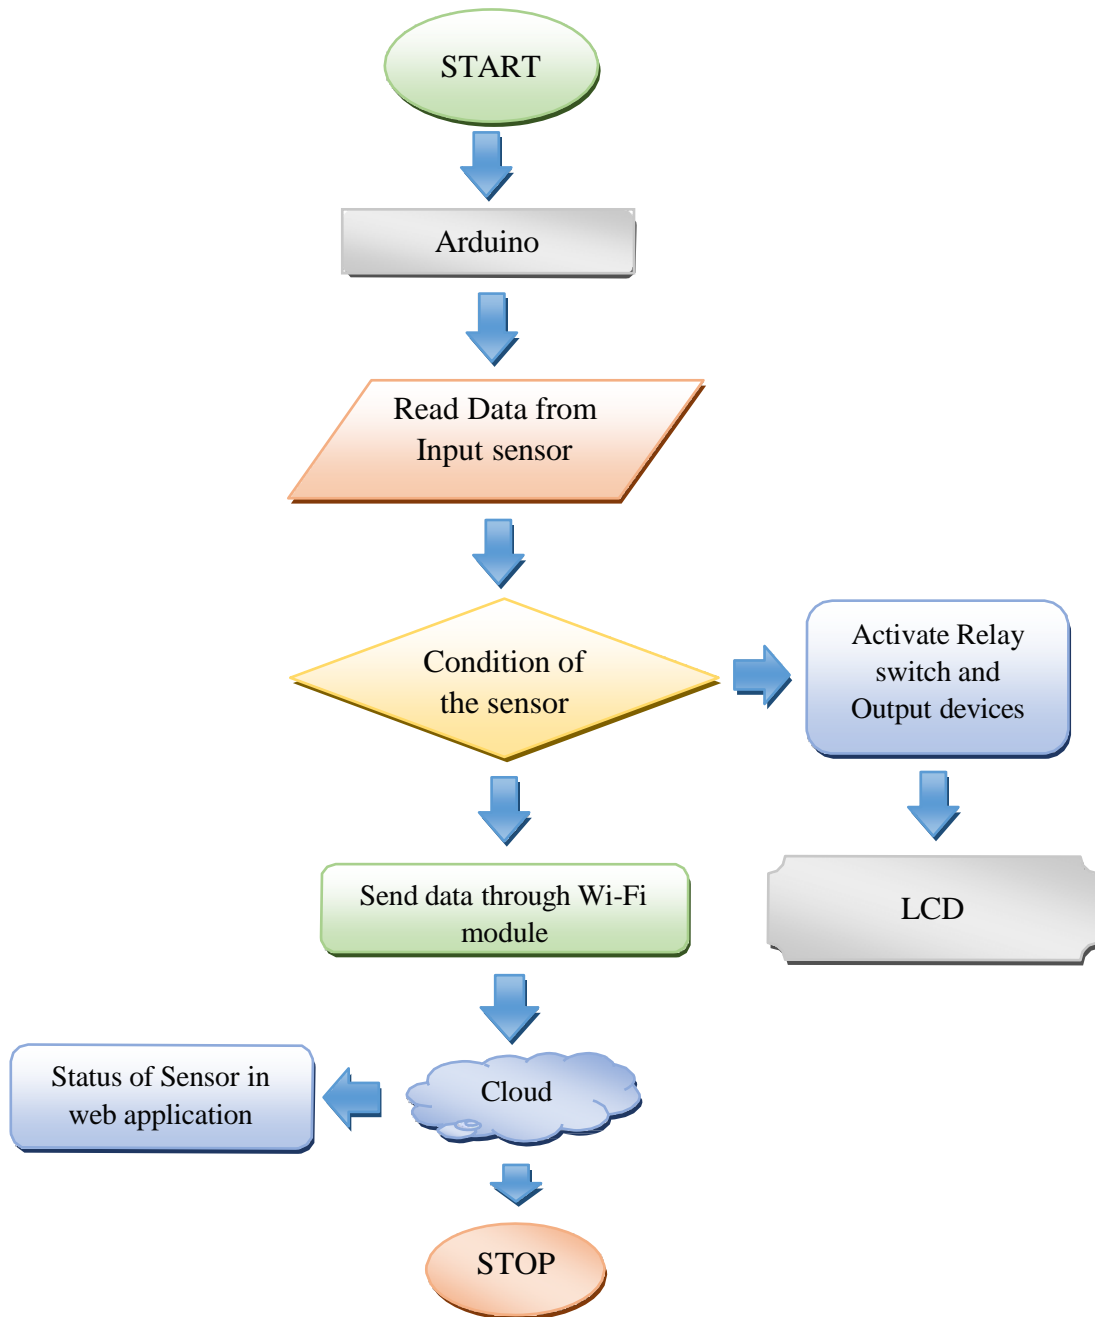 START
Arduino
Read Data from
Input sensor
Condition of
the sensor
Activate Relay
switch and
Output devices
Send data through Wi-Fi
module
LCD
Status of Sensor in
web application
Cloud
STOP